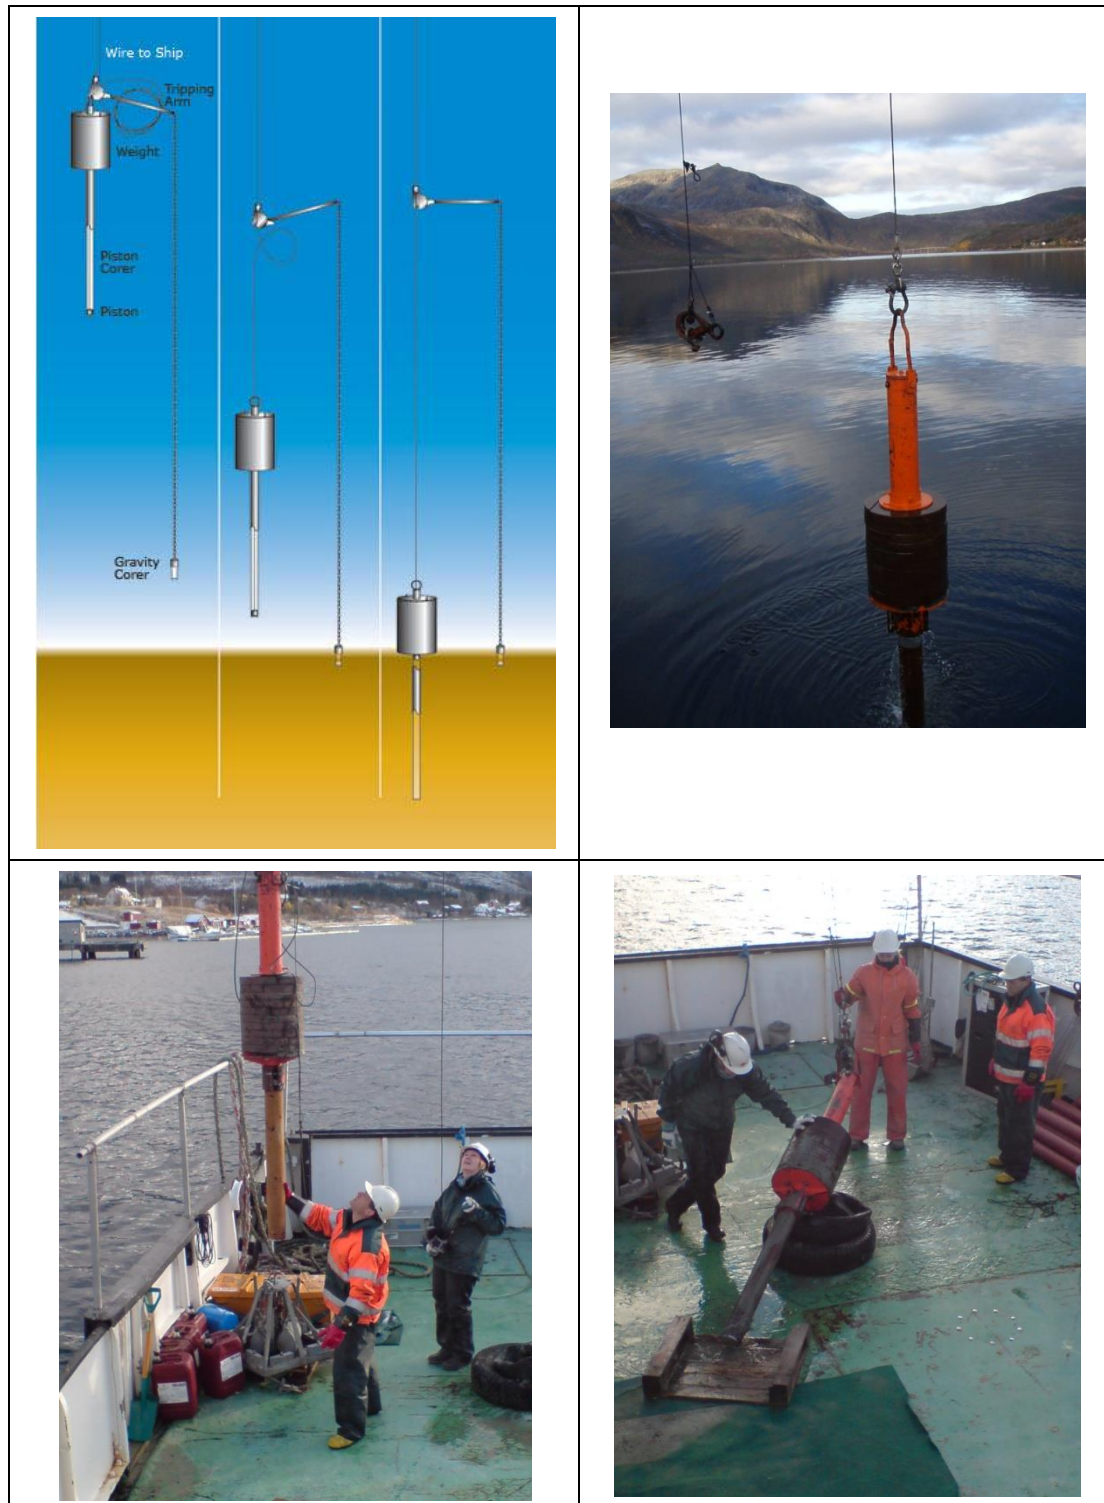 Wire to Ship
Tripping
Arm
Weight
Piston
Corer
Piston
Gravity
Corer